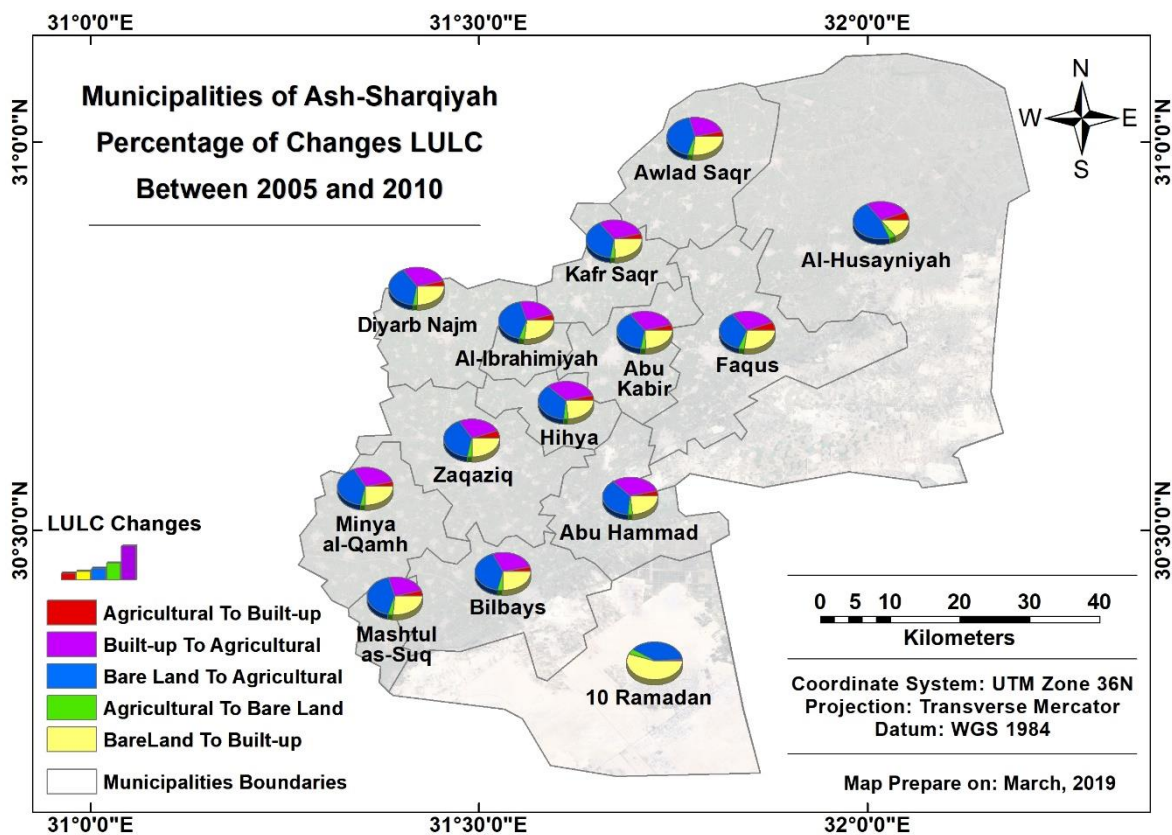 31°0'0"E
31°30'0"E
32°0'0"E
Municipalities of Ash-Sharqiyah
Percentage of Changes LULC
Between 2005 and 2010
N
W
E
S
31°0'0"N
31°0'0"N
Awlad Saqr
Al-Husayniyah
Kafr Saqr
Diyarb Najm
Al-Ibrahimiyah
Abu
Kabir
Faqus
Hihya
Zaqaziq
Minya
al-Qamh
Abu Hammad
30°30'0"N
30°30'0"N
Bilbays
Mashtul
as-Suq
10 Ramadan
LULC Changes
Agricultural To Built-up
Built-up To Agricultural
Bare Land To Agricultural
Agricultural To Bare Land
BareLand To Built-up
Municipalities Boundaries
0 5 10 20 30 40
Kilometers
Coordinate System: UTM Zone 36N
Projection: Transverse Mercator
Datum: WGS 1984
Map Prepare on: March, 2019
31°0'0"E
31°30'0"E
32°0'0"E